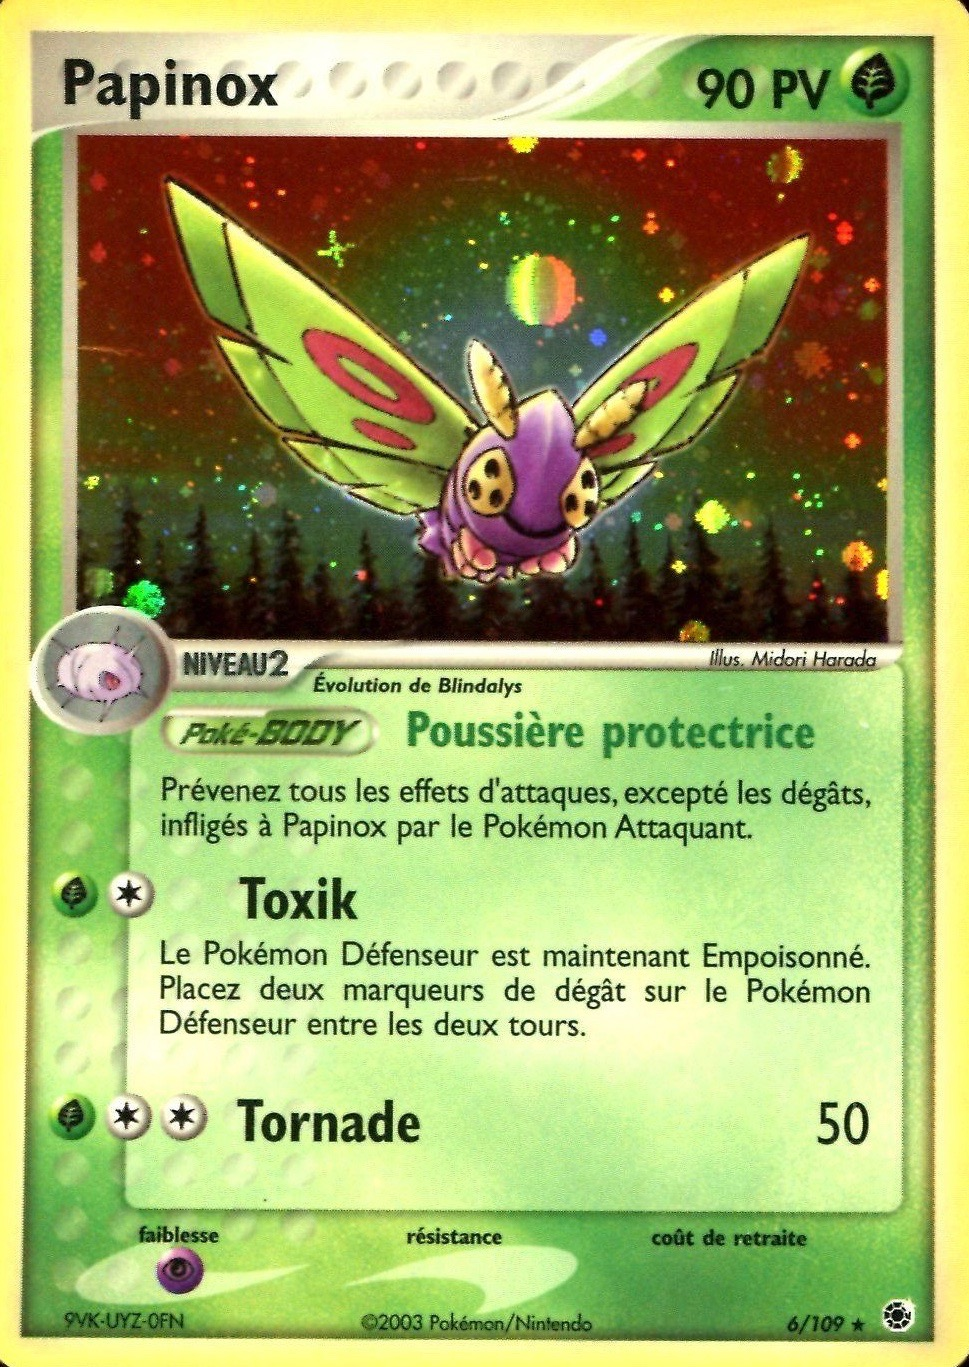 Papinox 90 PV
NIVEAU2
Illus. Midori Harada
Évolution de Blindalys
Poké-BODY Poussière protectrice
Prévenez tous les effets d'attaques, excepté les dégâts,
infligés à Papinox par le Pokémon Attaquant.
Toxik
Le Pokémon Défenseur est maintenant Empoisonné.
Placez deux marqueurs de dégât sur le Pokémon
Défenseur entre les deux tours.
Tornade 50
faiblesse résistance coût de retraite
9VK-UYZ-0FN ©2003 Pokémon/Nintendo 6/109 ★